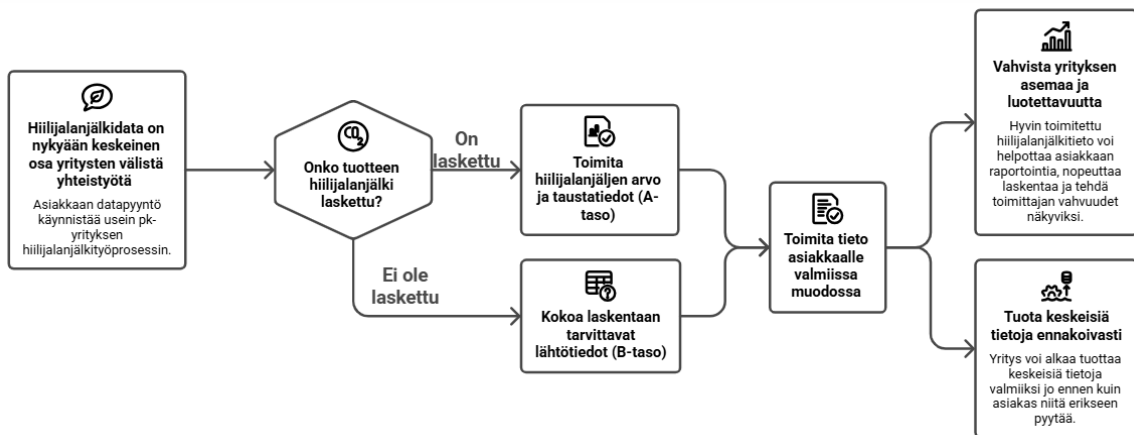 Hiilijalanjälkidata on
nykyään keskeinen
osa yritysten välistä
yhteistyötä
Asiakkaan datapyyntö
käynnistää usein pk-
yrityksen
hiilijalanjälkityöprosessin.
CO2
Onko tuotteen
hiilijalanjälki
laskettu?
On
laskettu
Ei ole
laskettu
Toimita
hiilijalanjäljen arvo
ja taustatiedot (A-
taso)
Kokoa laskentaan
tarvittavat
lähtötiedot (B-taso)
Toimita tieto
asiakkaalle
valmiissa
muodossa
Vahvista yrityksen
asemaa ja
luotettavuutta
Hyvin toimitettu
hiilijalanjälkitieto voi
helpottaa asiakkaan
raportointia, nopeuttaa
laskentaa ja tehdä
toimittajan vahvuudet
näkyviksi.
Tuota keskeisiä
tietoja ennakoivasti
Yritys voi alkaa tuottaa
keskeisiä tietoja
valmiiksi jo ennen kuin
asiakas niitä erikseen
pyytää.